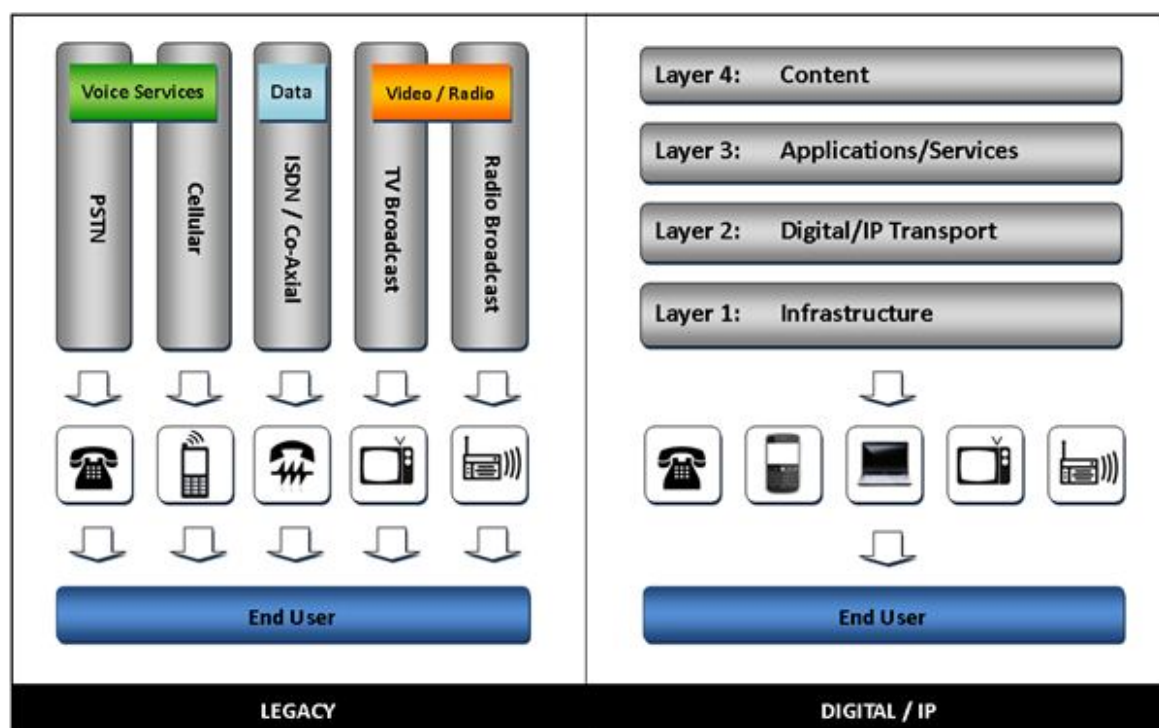 Voice Services
Data
Video / Radio
PSTN
Cellular
ISDN / Co-Axial
TV Broadcast
Radio Broadcast
End User
LEGACY
Layer 4: Content
Layer 3: Applications/Services
Layer 2: Digital/IP Transport
Layer 1: Infrastructure
End User
DIGITAL / IP